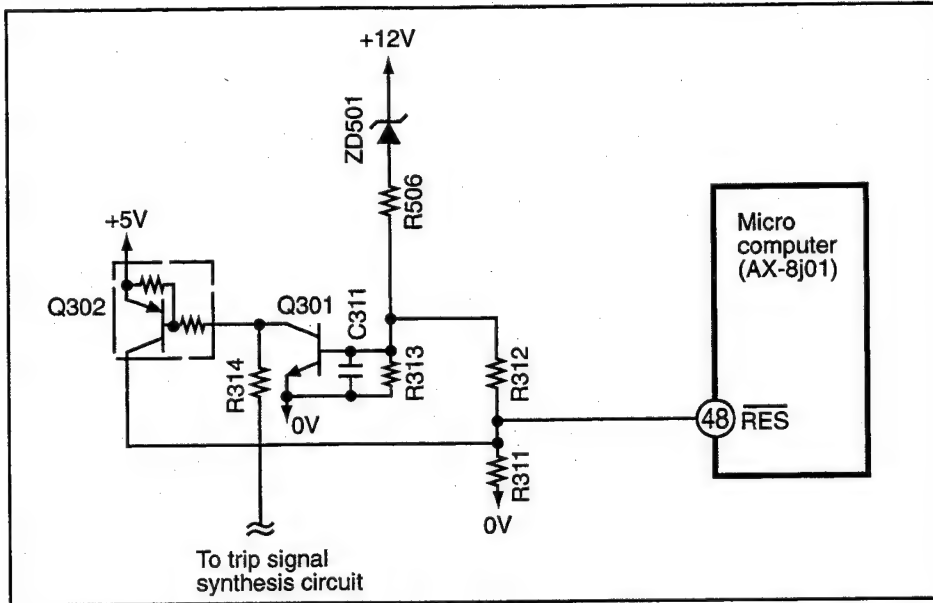 +12V
ZD501
R506
+5V
Q302
Q301
C311
R313
R314
0V
R312
R311
0V
Micro
computer
(AX-8j01)
48
RES
To trip signal
synthesis circuit